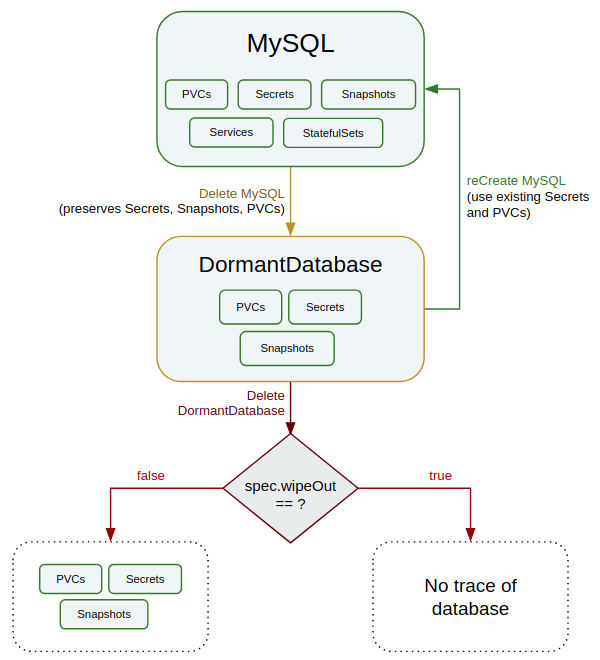 MySQL
PVCs
Secrets
Snapshots
Services
StatefulSets
Delete MySQL
(preserves Secrets, Snapshots, PVCs)
reCreate MySQL
(use existing Secrets
and PVCs)
DormantDatabase
PVCs
Secrets
Snapshots
Delete
DormantDatabase
spec.wipeOut
== ?
false
true
PVCs
Secrets
Snapshots
No trace of
database